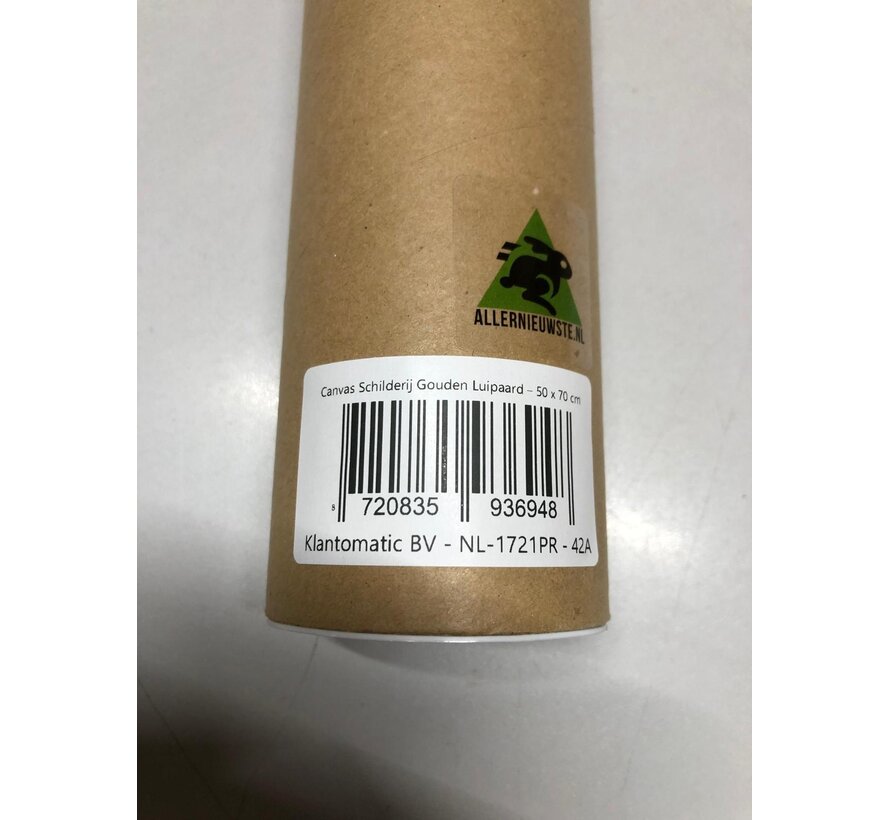 ALLERNIEUWSTE.NL
Canvas Schilderij Gouden Luipaard – 50 x 70 cm
8 720835 936948
Klantomatic BV - NL-1721PR - 42A